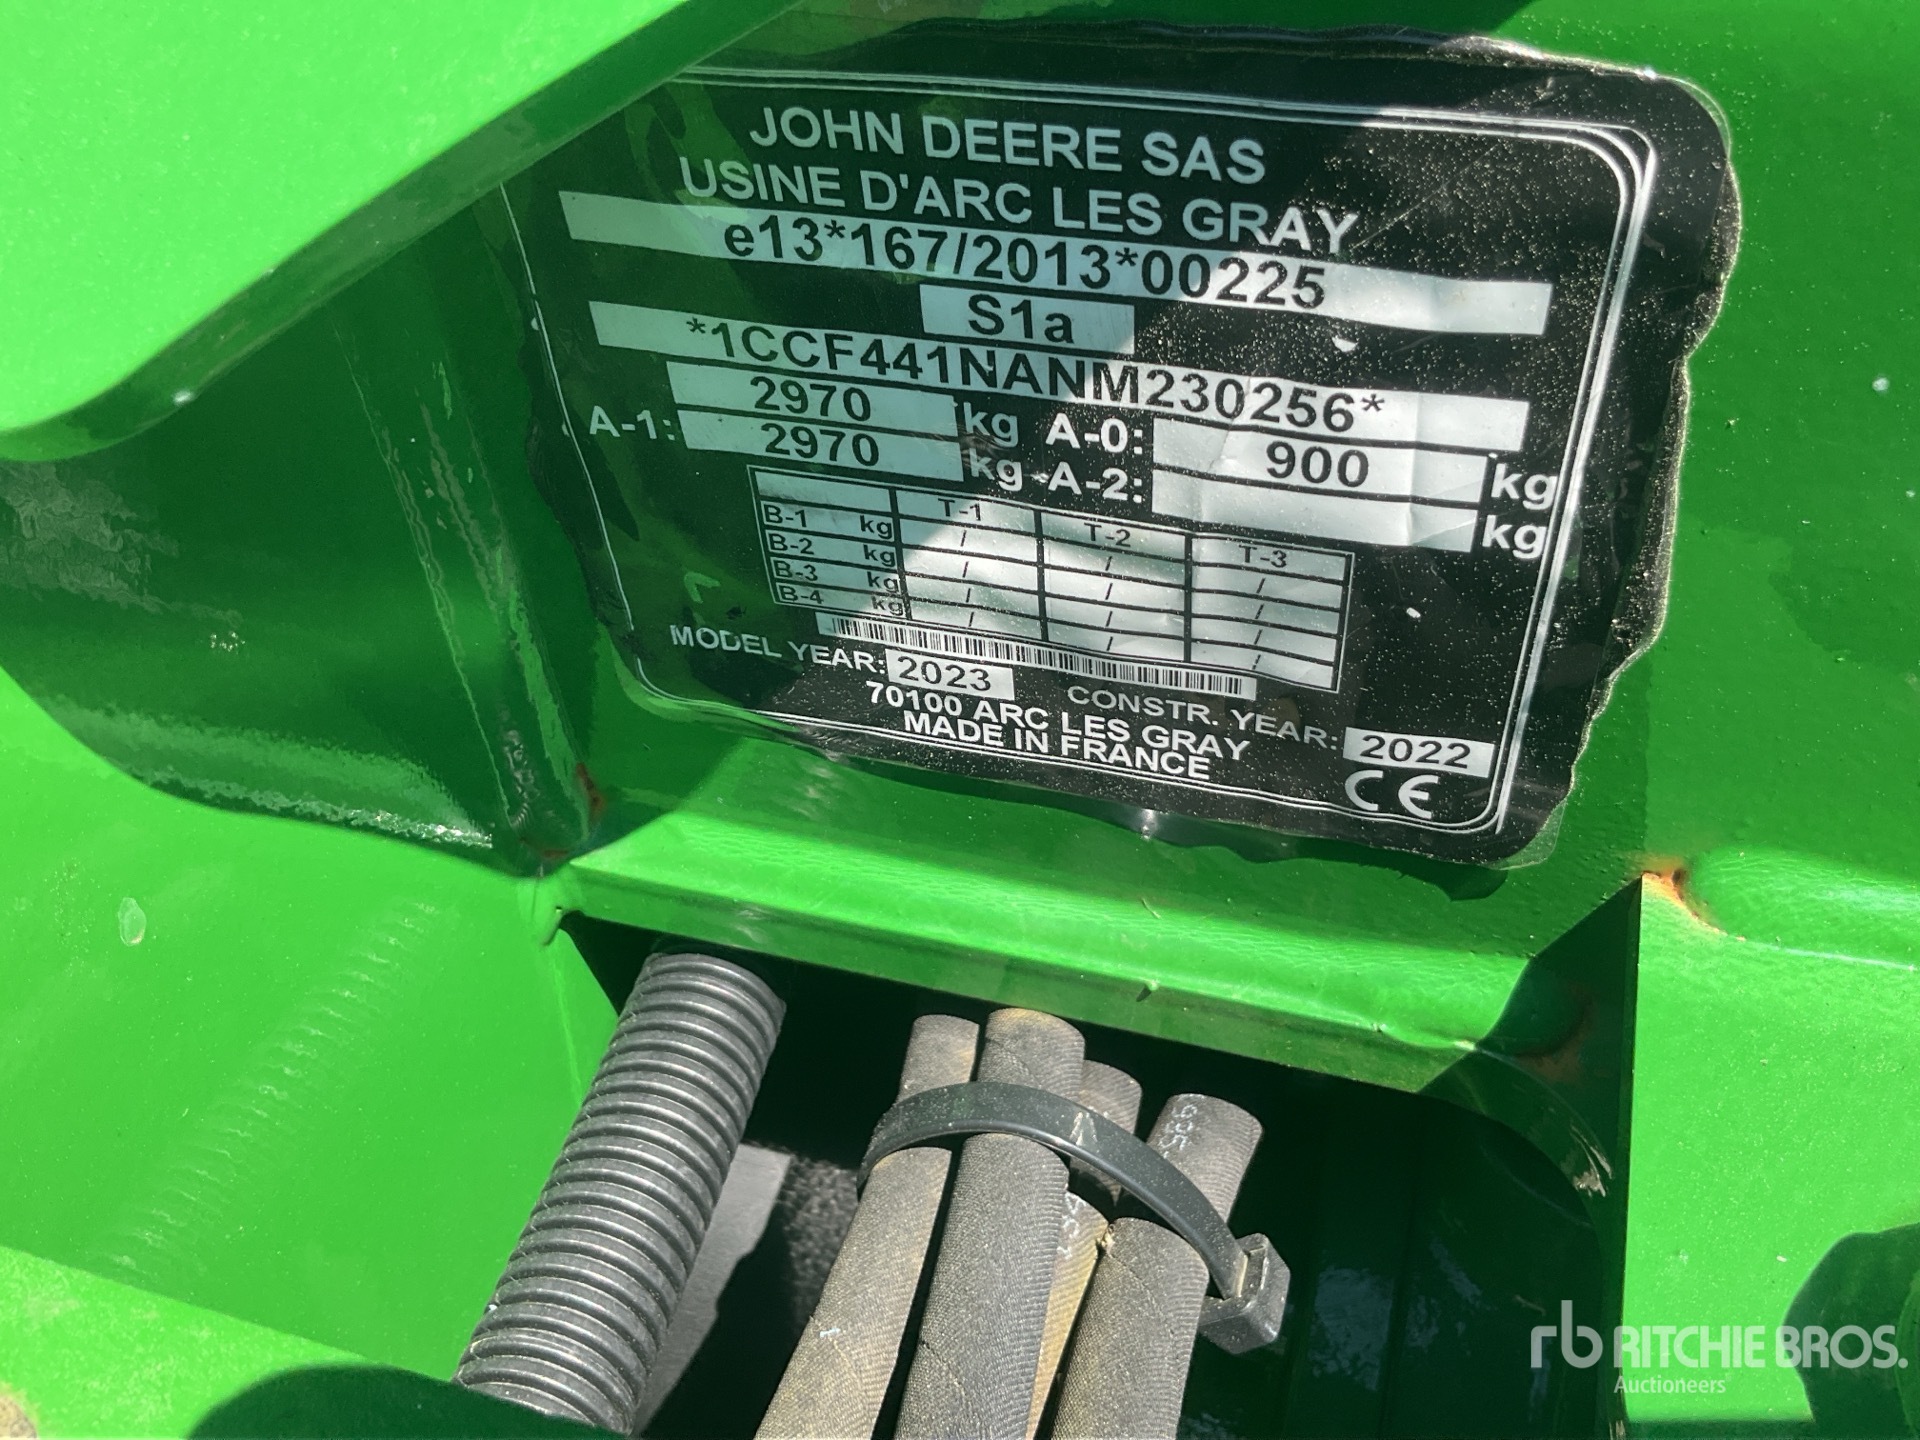 JOHN DEERE SAS
USINE D'ARC LES GRAY
e13*167/2013*00225
S1a
*1CCF441NANM230256*
2970 kg A-0: 900 kg
A-1: 2970 kg A-2: kg
T-1 T-2 T-3
B-1 kg / / /
B-2 kg / / /
B-3 kg / / /
B-4 kg / / /
MODEL YEAR: 2023 CONSTR. YEAR: 2022
70100 ARC LES GRAY
MADE IN FRANCE
CE
935
rb RITCHIE BROS.
Auctioneers